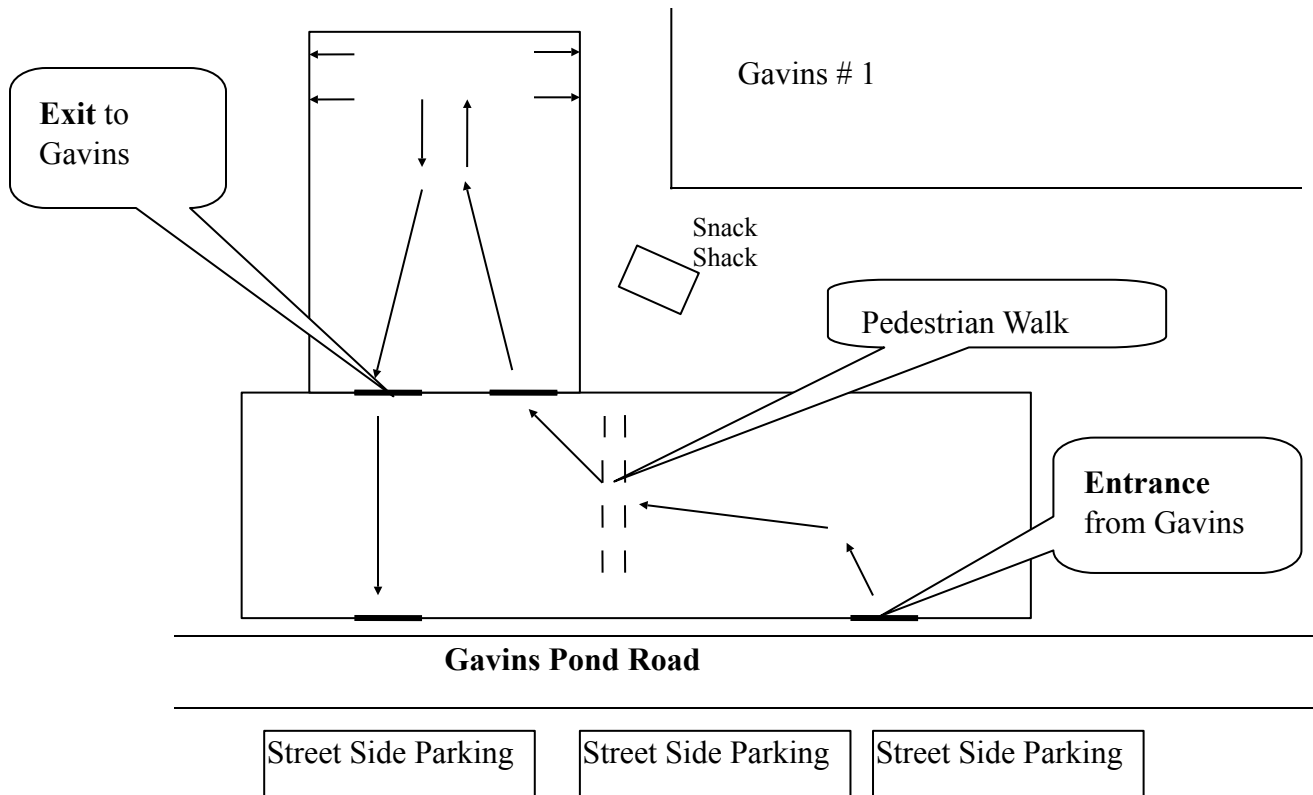 Gavins # 1
Exit to
Gavins
Snack
Shack
Pedestrian Walk
Entrance
from Gavins
Gavins Pond Road
Street Side Parking
Street Side Parking
Street Side Parking